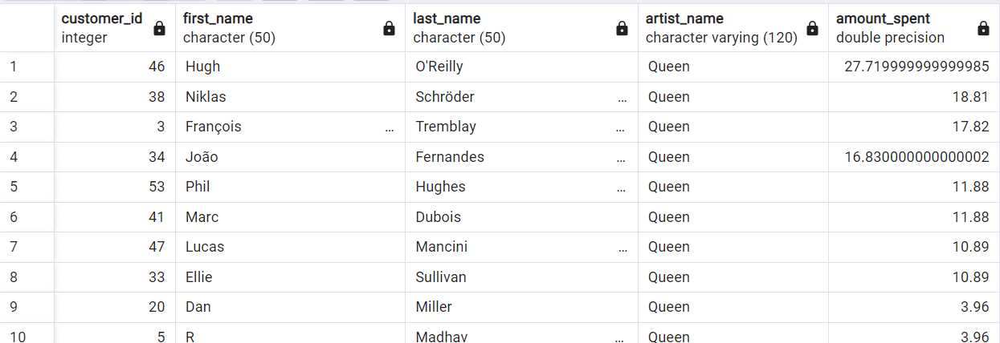 customer_id first_name last_name artist_name amount_spent
integer character (50) character (50) character varying (120) double precision
1 46 Hugh O'Reilly Queen 27.719999999999985
2 38 Niklas Schröder ... Queen 18.81
3 3 François ... Tremblay ... Queen 17.82
4 34 João Fernandes ... Queen 16.830000000000002
5 53 Phil Hughes ... Queen 11.88
6 41 Marc Dubois Queen 11.88
7 47 Lucas Mancini ... Queen 10.89
8 33 Ellie Sullivan Queen 10.89
9 20 Dan Miller Queen 3.96
10 5 R Madhav ... Queen 3.96